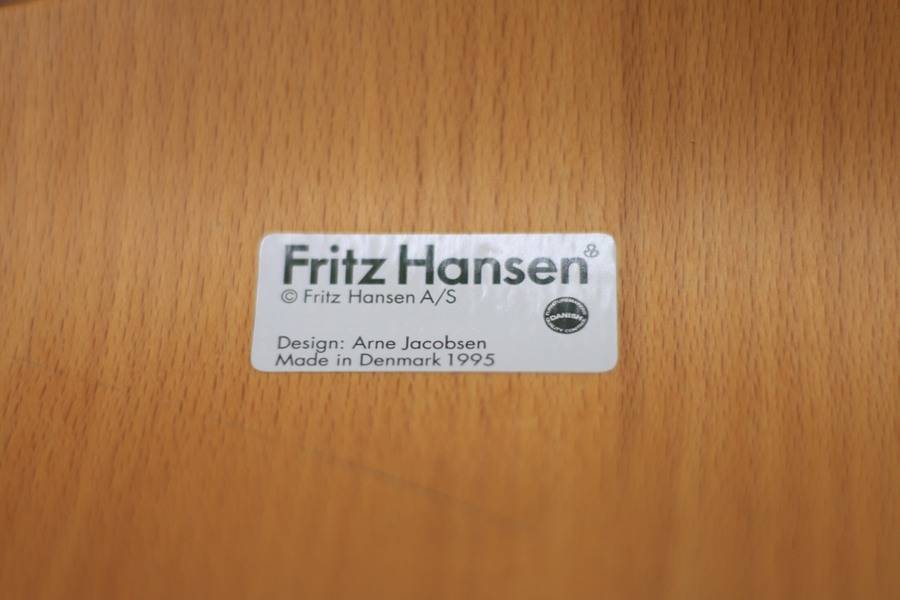 Fritz Hansen
© Fritz Hansen A/S
DANISH
Design: Arne Jacobsen
Made in Denmark 1995